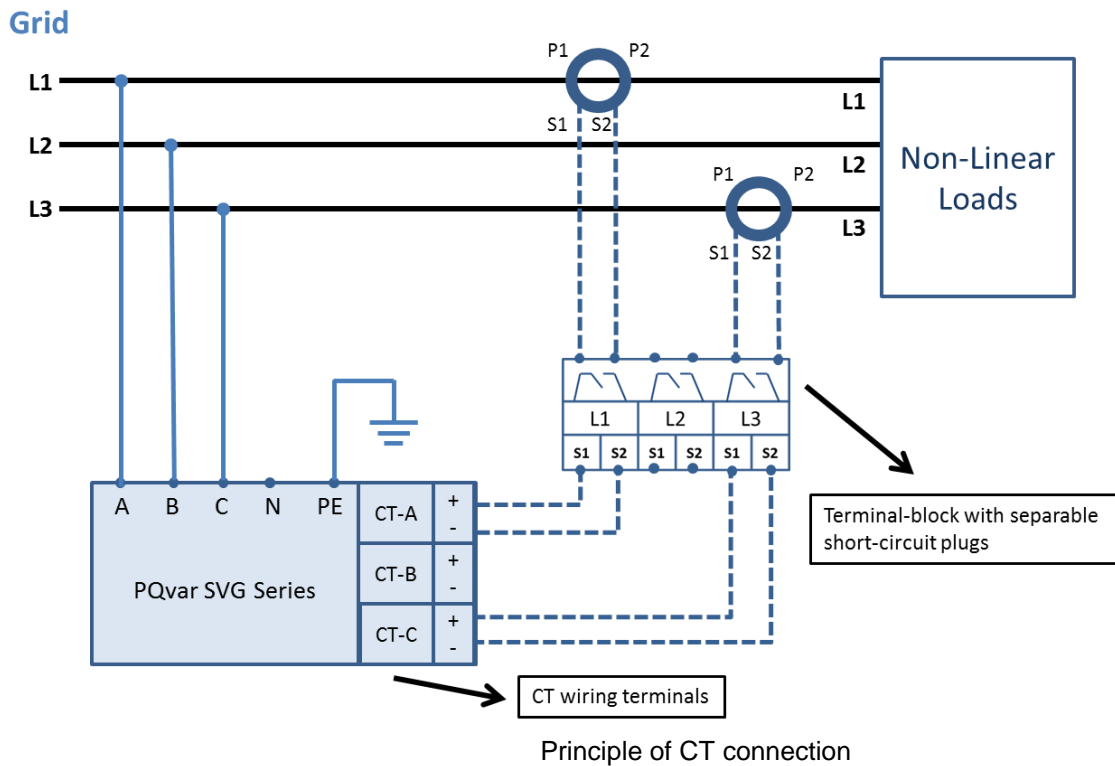 Grid
P1 P2
L1 L1
S1 S2
L2 L2
Non-Linear
Loads
P1 P2
L3 L3
S1 S2
L1 L2 L3
S1 S2 S1 S2 S1 S2
A B C N PE
CT-A + -
CT-B + -
CT-C + -
PQvar SVG Series
Terminal-block with separable
short-circuit plugs
CT wiring terminals
Principle of CT connection